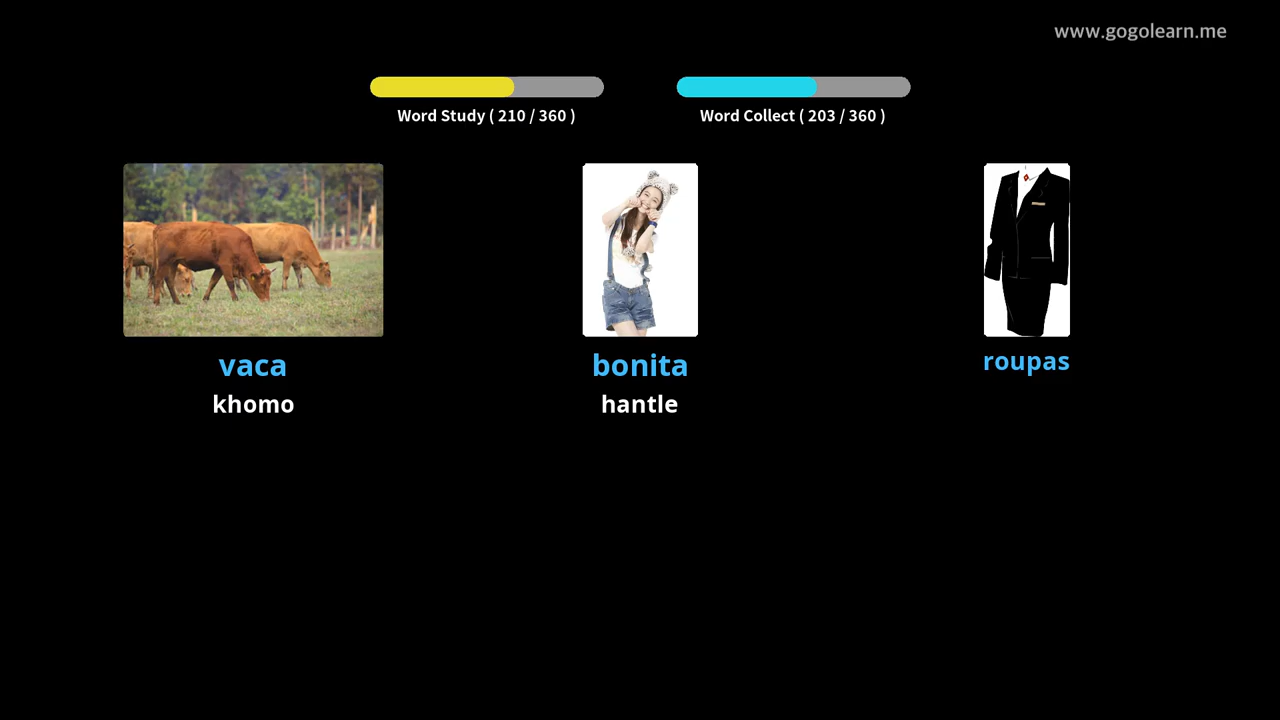 www.gogolearn.me
Word Study ( 210 / 360 )
Word Collect ( 203 / 360 )
vaca
khomo
bonita
hantle
roupas